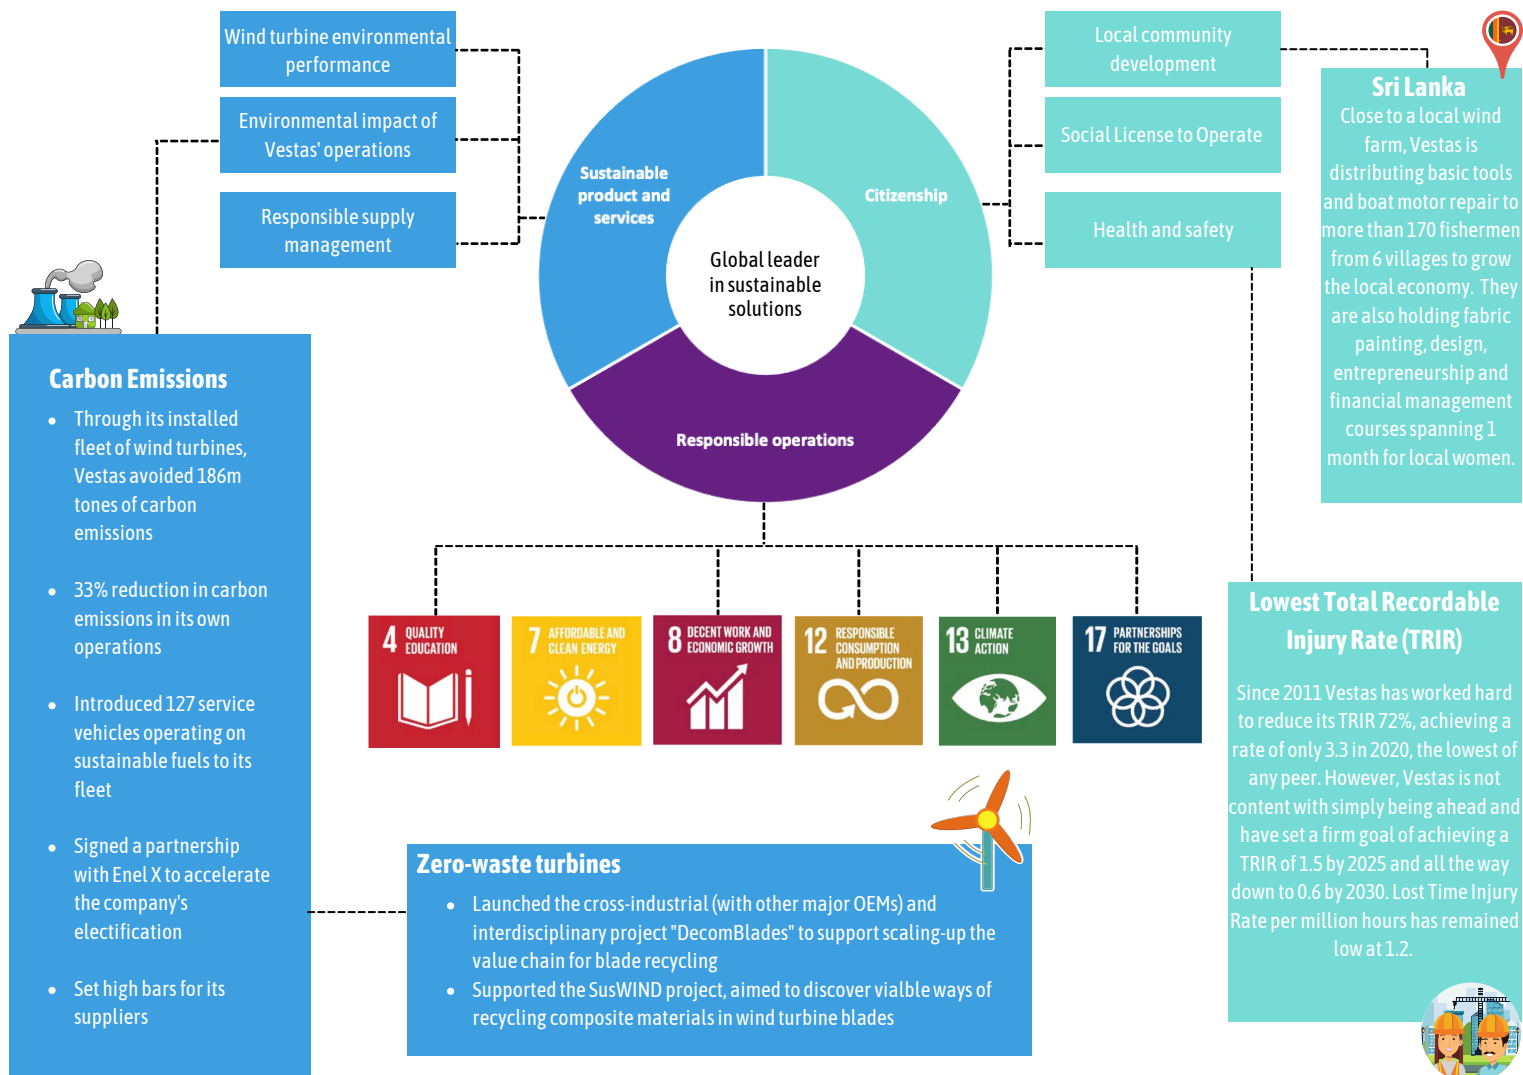 Wind turbine environmental
performance
Environmental impact of
Vestas' operations
Responsible supply
management
Sustainable
product and
services
Citizenship
Global leader
in sustainable
solutions
Responsible operations
Local community
development
Social License to Operate
Health and safety
Sri Lanka
Close to a local wind
farm, Vestas is
distributing basic tools
and boat motor repair to
more than 170 fishermen
from 6 villages to grow
the local economy. They
are also holding fabric
painting, design,
entrepreneurship and
financial management
courses spanning 1
month for local women.
Carbon Emissions
Through its installed
fleet of wind turbines,
Vestas avoided 186m
tones of carbon
emissions
33% reduction in carbon
emissions in its own
operations
Introduced 127 service
vehicles operating on
sustainable fuels to its
fleet
Signed a partnership
with Enel X to accelerate
the company's
electification
Set high bars for its
suppliers
4 QUALITY
EDUCATION
7 AFFORDABLE AND
CLEAN ENERGY
8 DECENT WORK AND
ECONOMIC GROWTH
12 RESPONSIBLE
CONSUMPTION
AND PRODUCTION
13 CLIMATE
ACTION
17 PARTNERSHIPS
FOR THE GOALS
Zero-waste turbines
Launched the cross-industrial (with other major OEMs) and
interdisciplinary project "DecomBlades" to support scaling-up the
value chain for blade recycling
Supported the SusWIND project, aimed to discover vialble ways of
recycling composite materials in wind turbine blades
Lowest Total Recordable
Injury Rate (TRIR)
Since 2011 Vestas has worked hard
to reduce its TRIR 72%, achieving a
rate of only 3.3 in 2020, the lowest of
any peer. However, Vestas is not
content with simply being ahead and
have set a firm goal of achieving a
TRIR of 1.5 by 2025 and all the way
down to 0.6 by 2030. Lost Time Injury
Rate per million hours has remained
low at 1.2.